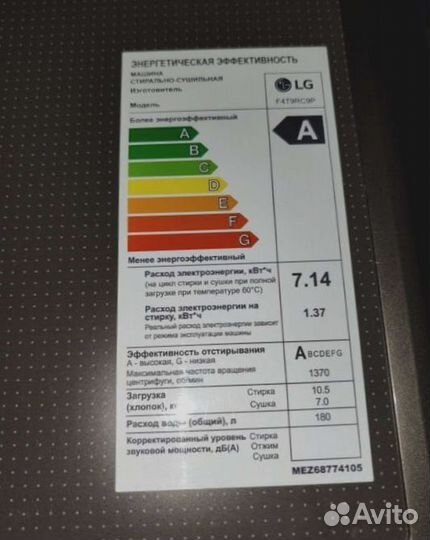 ЭНЕРГЕТИЧЕСКАЯ ЭФФЕКТИВНОСТЬ
МАШИНА
СТИРАЛЬНО-СУШИЛЬНАЯ
Изготовитель
LG
Модель
F4T9RC9P
Более энергоэффективный
A
A
B
C
D
E
F
G
Менее энергоэффективный
Расход электроэнергии, кВт*ч
7.14
(на цикл стирки и сушки при полной
загрузке при температуре 60°C)
Расход электроэнергии на
стирку, кВт*ч
1.37
Реальный расход электроэнергии зависит
от режима эксплуатации машины
Эффективность отстирывания
ABCDEFG
A - высокая, G - низкая
Максимальная частота вращения
центрифуги, об/мин
1370
Загрузка Стирка 10.5
(хлопок), Сушка 7.0
Расход воды (общий), л 180
Корректированный уровень Стирка
звуковой мощности, дБ(А) Отжим
Сушка
MEZ68774105
Avito